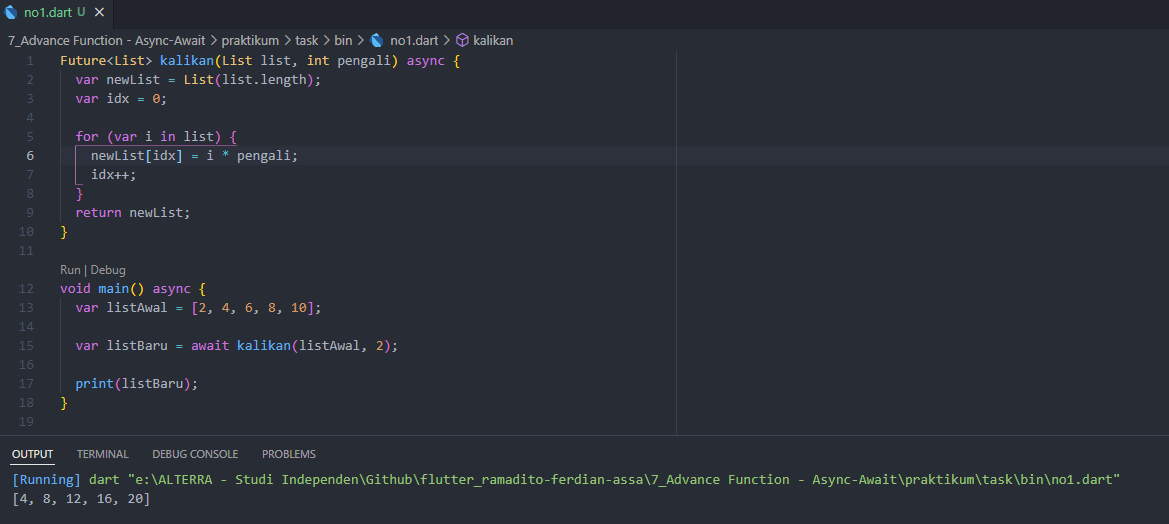 no1.dart U
7_Advance Function - Async-Await > praktikum > task > bin > no1.dart > kalikan
1 Future<List> kalikan(List list, int pengali) async {
2 var newList = List(list.length);
3 var idx = 0;
4
5 for (var i in list) {
6 newList[idx] = i * pengali;
7 idx++;
8 }
9 return newList;
10 }
11
Run | Debug
12 void main() async {
13 var listAwal = [2, 4, 6, 8, 10];
14
15 var listBaru = await kalikan(listAwal, 2);
16
17 print(listBaru);
18 }
19
OUTPUT TERMINAL DEBUG CONSOLE PROBLEMS
[Running] dart "e:\ALTERRA - Studi Independen\Github\flutter_ramadito-ferdian-assa\7_Advance Function - Async-Await\praktikum\task\bin\no1.dart"
[4, 8, 12, 16, 20]